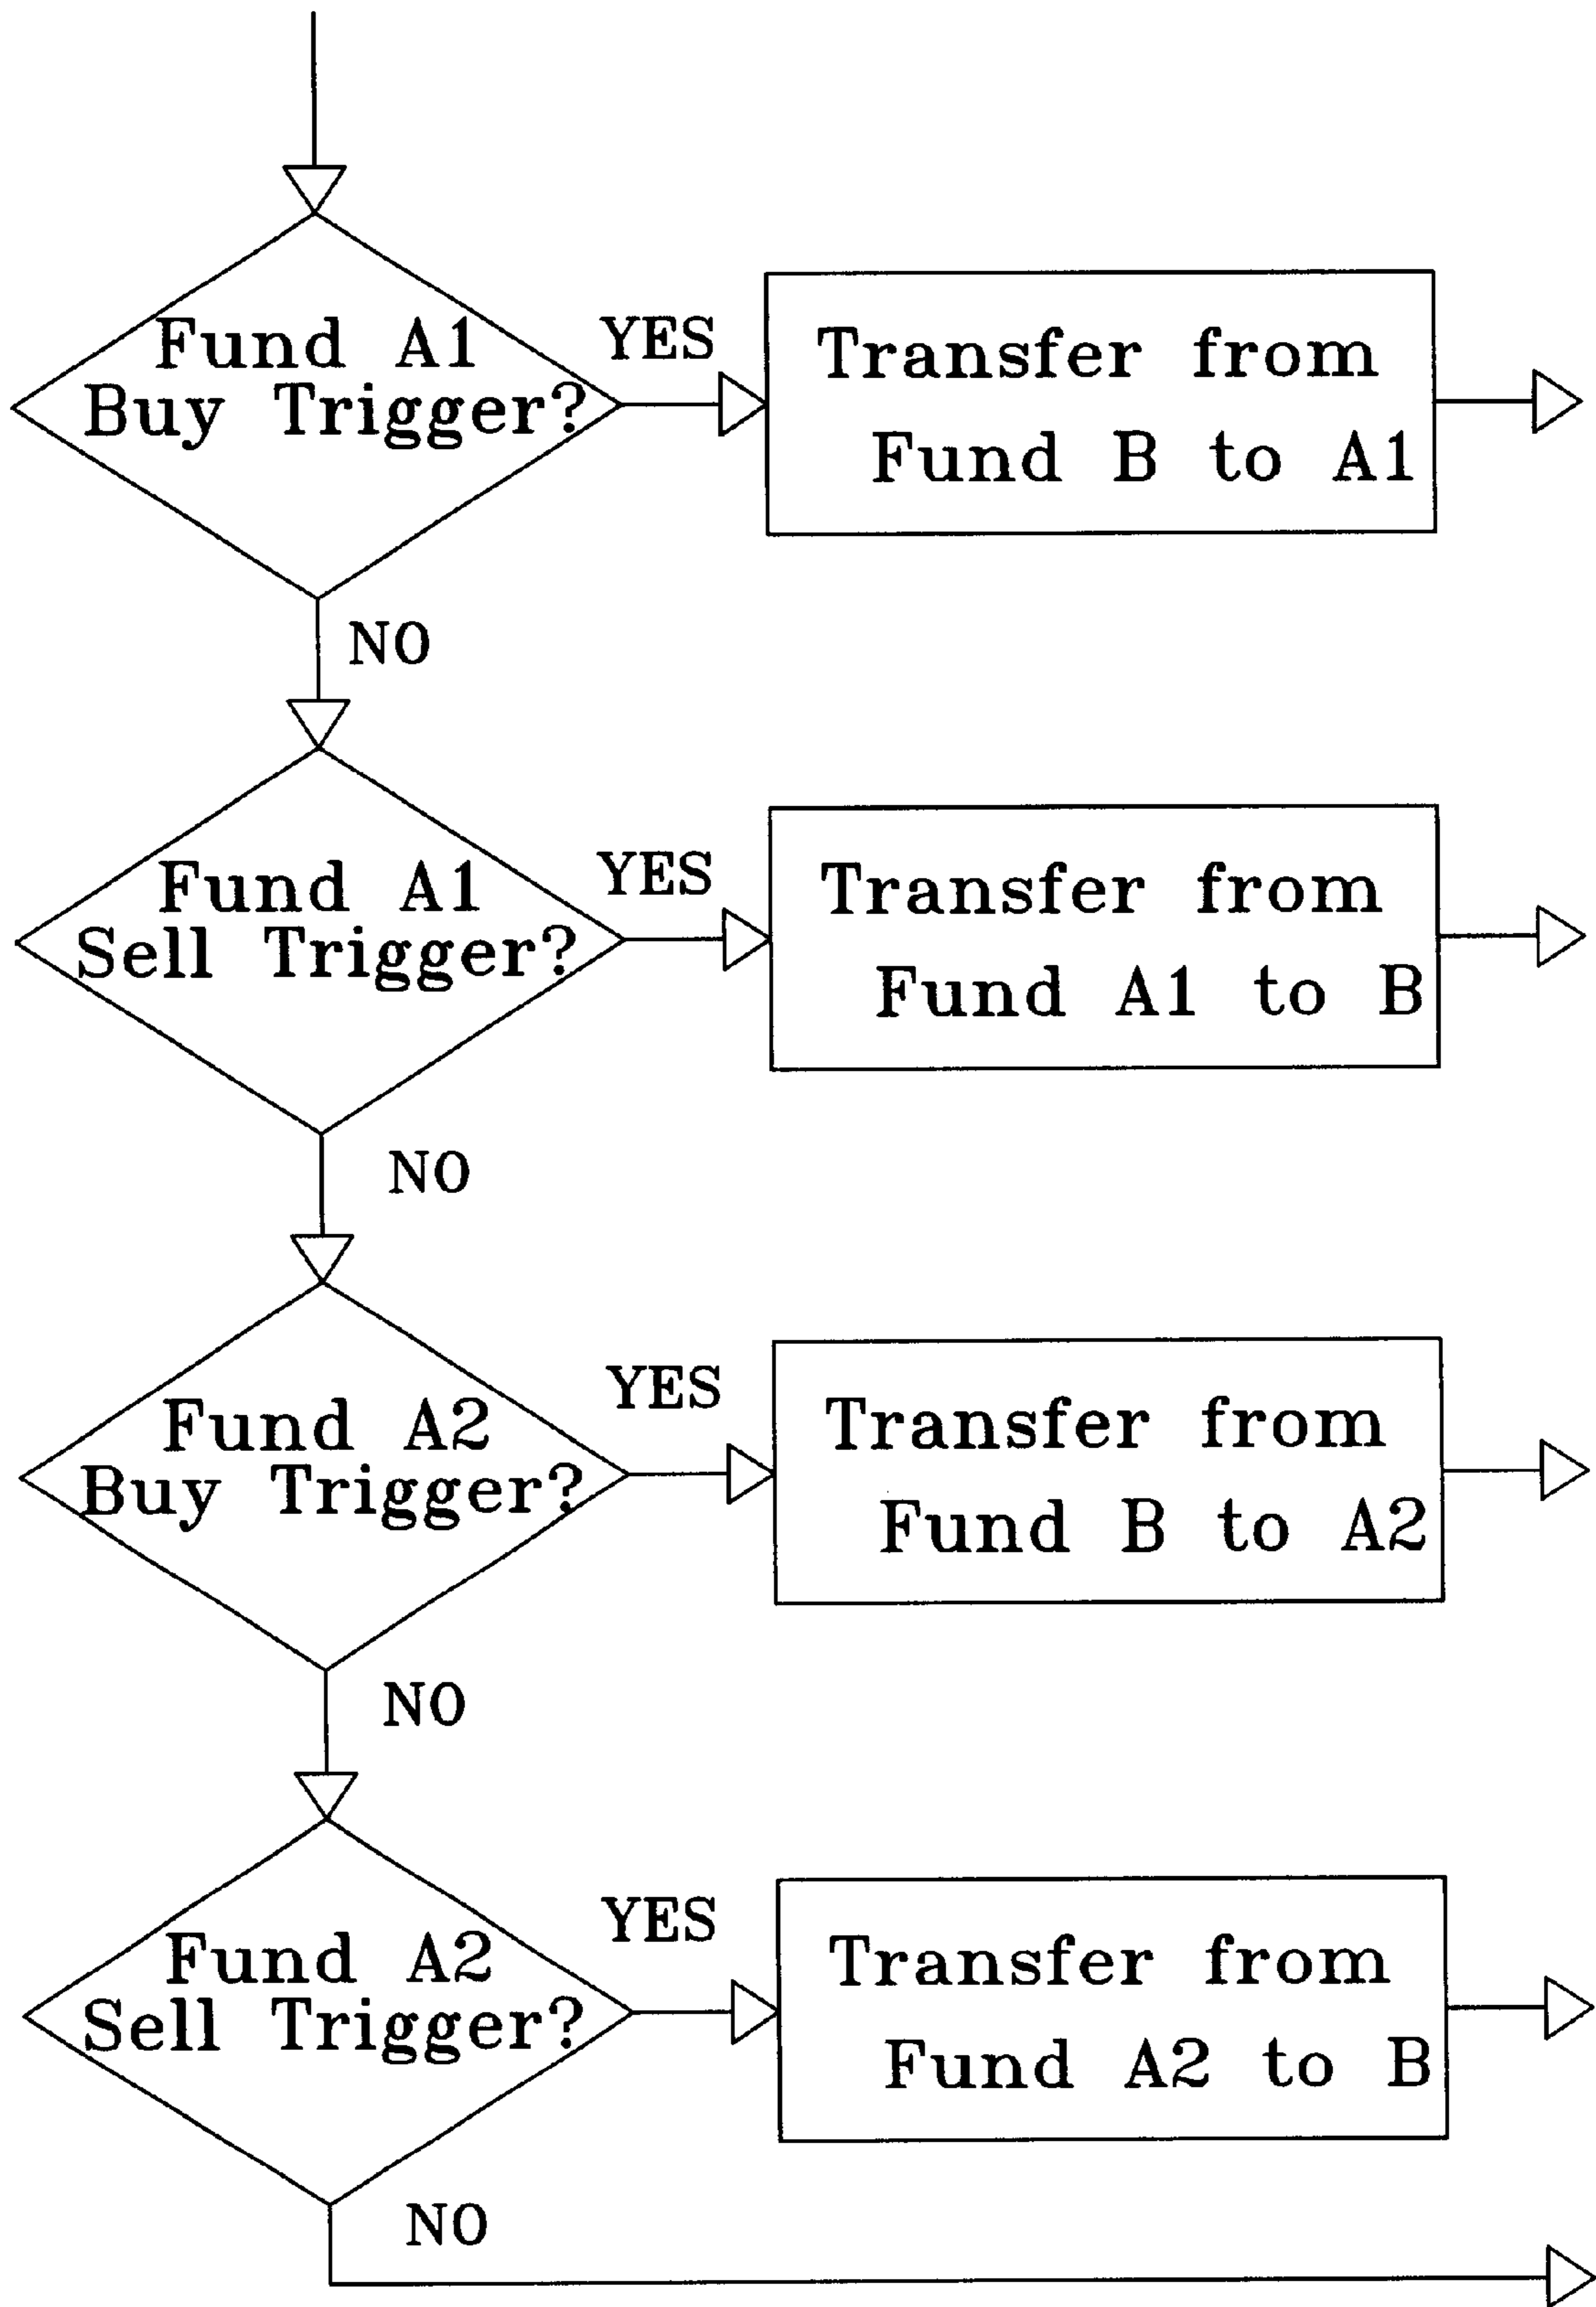 Fund A1
Buy Trigger?
YES
Transfer from
Fund B to A1
NO
Fund A1
Sell Trigger?
YES
Transfer from
Fund A1 to B
NO
Fund A2
Buy Trigger?
YES
Transfer from
Fund B to A2
NO
Fund A2
Sell Trigger?
YES
Transfer from
Fund A2 to B
NO